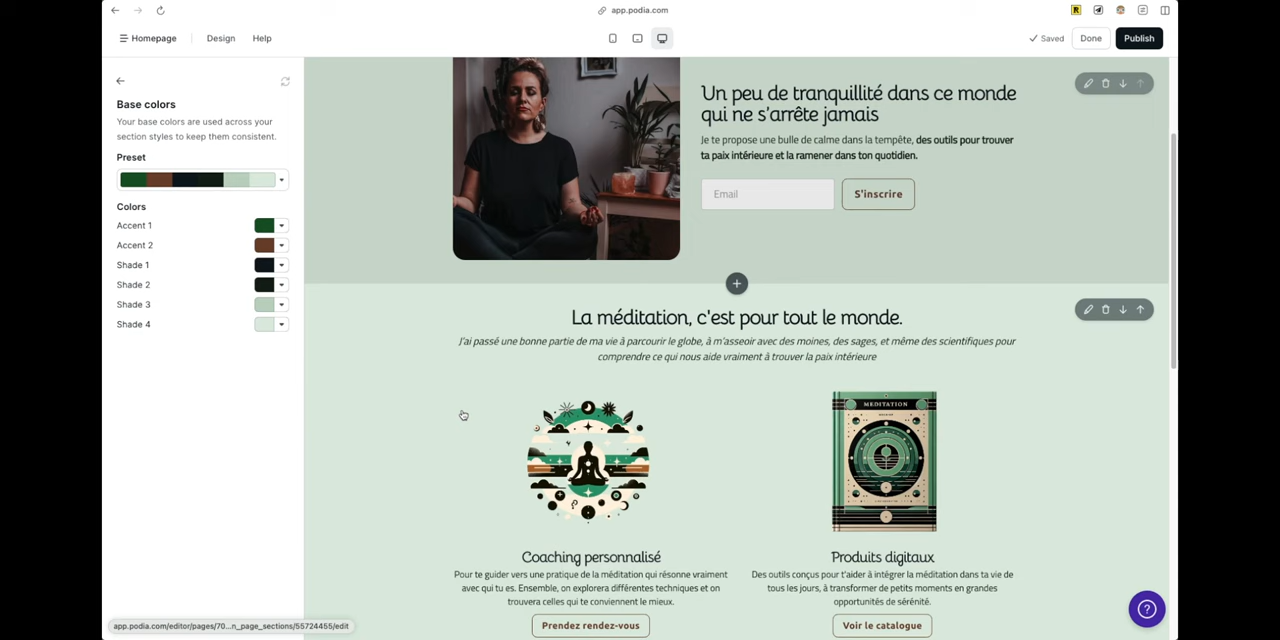 app.podia.com
R
Homepage
Design
Help
Saved
Done
Publish
Base colors
Your base colors are used across your
section styles to keep them consistent.
Preset
Colors
Accent 1
Accent 2
Shade 1
Shade 2
Shade 3
Shade 4
Un peu de tranquillité dans ce monde
qui ne s'arrête jamais
Je te propose une bulle de calme dans la tempête, des outils pour trouver
ta paix intérieure et la ramener dans ton quotidien.
Email
S'inscrire
La méditation, c'est pour tout le monde.
J'ai passé une bonne partie de ma vie à parcourir le globe, à m'asseoir avec des moines, des sages, et même des scientifiques pour
comprendre ce qui nous aide vraiment à trouver la paix intérieure
MEDITATION
Coaching personnalisé
Pour te guider vers une pratique de la méditation qui résonne vraiment
avec qui tu es. Ensemble, on explorera différentes techniques et on
trouvera celles qui te conviennent le mieux.
Prendez rendez-vous
Produits digitaux
Des outils conçus pour t'aider à intégrer la méditation dans ta vie de
tous les jours, à transformer de petits moments en grandes
opportunités de sérénité.
Voir le catalogue
app.podia.com/editor/pages/70...n_page_sections/55724455/edit